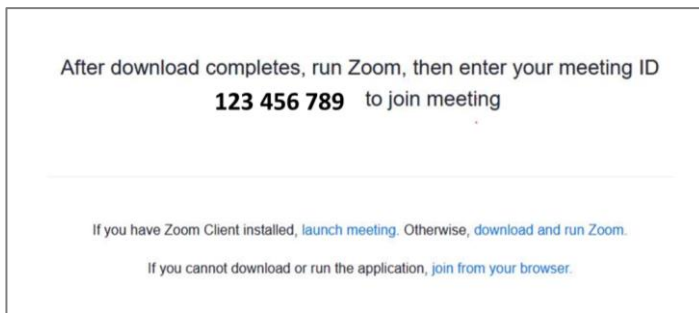 After download completes, run Zoom, then enter your meeting ID
123 456 789 to join meeting
If you have Zoom Client installed, launch meeting. Otherwise, download and run Zoom.
If you cannot download or run the application, join from your browser.